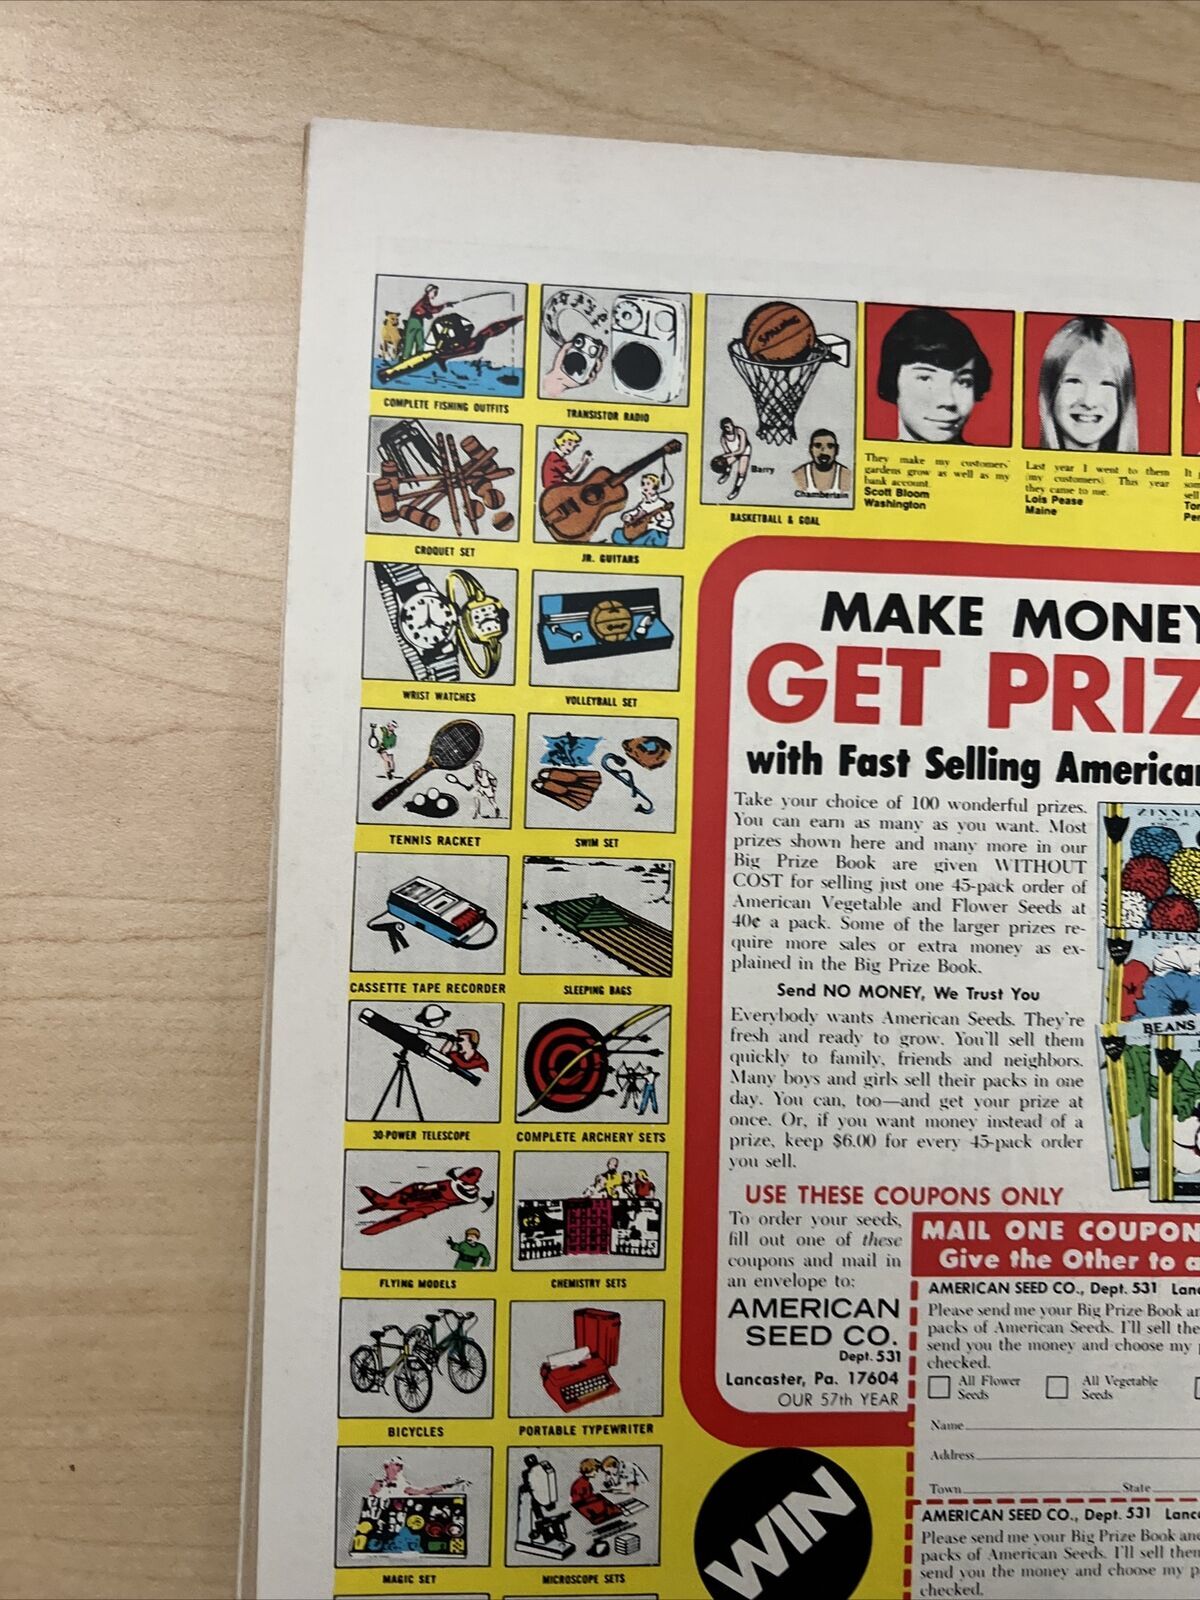 COMPLETE FISHING OUTFITS
TRANSISTOR RADIO
SPALDING
Barry
Chamberlain
BASKETBALL & GOAL
They make my customers'
gardens grow as well as my
bank account.
Scott Bloom
Washington
Last year I went to them
(my customers). This year
they came to me.
Lois Pease
Maine
It
som
sell
Tor
Per
CROQUET SET
JR. GUITARS
WRIST WATCHES
VOLLEYBALL SET
TENNIS RACKET
SWIM SET
CASSETTE TAPE RECORDER
SLEEPING BAGS
30-POWER TELESCOPE
COMPLETE ARCHERY SETS
FLYING MODELS
CHEMISTRY SETS
BICYCLES
PORTABLE TYPEWRITER
MAGIC SET
MICROSCOPE SETS
MAKE MONEY
GET PRIZ
with Fast Selling American
Take your choice of 100 wonderful prizes.
You can earn as many as you want. Most
prizes shown here and many more in our
Big Prize Book are given WITHOUT
COST for selling just one 45-pack order of
American Vegetable and Flower Seeds at
40¢ a pack. Some of the larger prizes re-
quire more sales or extra money as ex-
plained in the Big Prize Book.
Send NO MONEY, We Trust You
Everybody wants American Seeds. They're
fresh and ready to grow. You'll sell them
quickly to family, friends and neighbors.
Many boys and girls sell their packs in one
day. You can, too—and get your prize at
once. Or, if you want money instead of a
prize, keep $6.00 for every 45-pack order
you sell.
ZINNI
PETUN
BEANS
USE THESE COUPONS ONLY
To order your seeds,
fill out one of these
coupons and mail in
an envelope to:
AMERICAN
SEED CO.
Dept. 531
Lancaster, Pa. 17604
OUR 57th YEAR
MAIL ONE COUPON
Give the Other to a
AMERICAN SEED CO., Dept. 531 Lanc
Please send me your Big Prize Book an
packs of American Seeds. I'll sell the
send you the money and choose my p
checked.
All Flower Seeds
All Vegetable Seeds
Name
Address
Town State
AMERICAN SEED CO., Dept. 531 Lanc
Please send me your Big Prize Book and
packs of American Seeds. I'll sell them
send you the money and choose my p
checked.
WIN